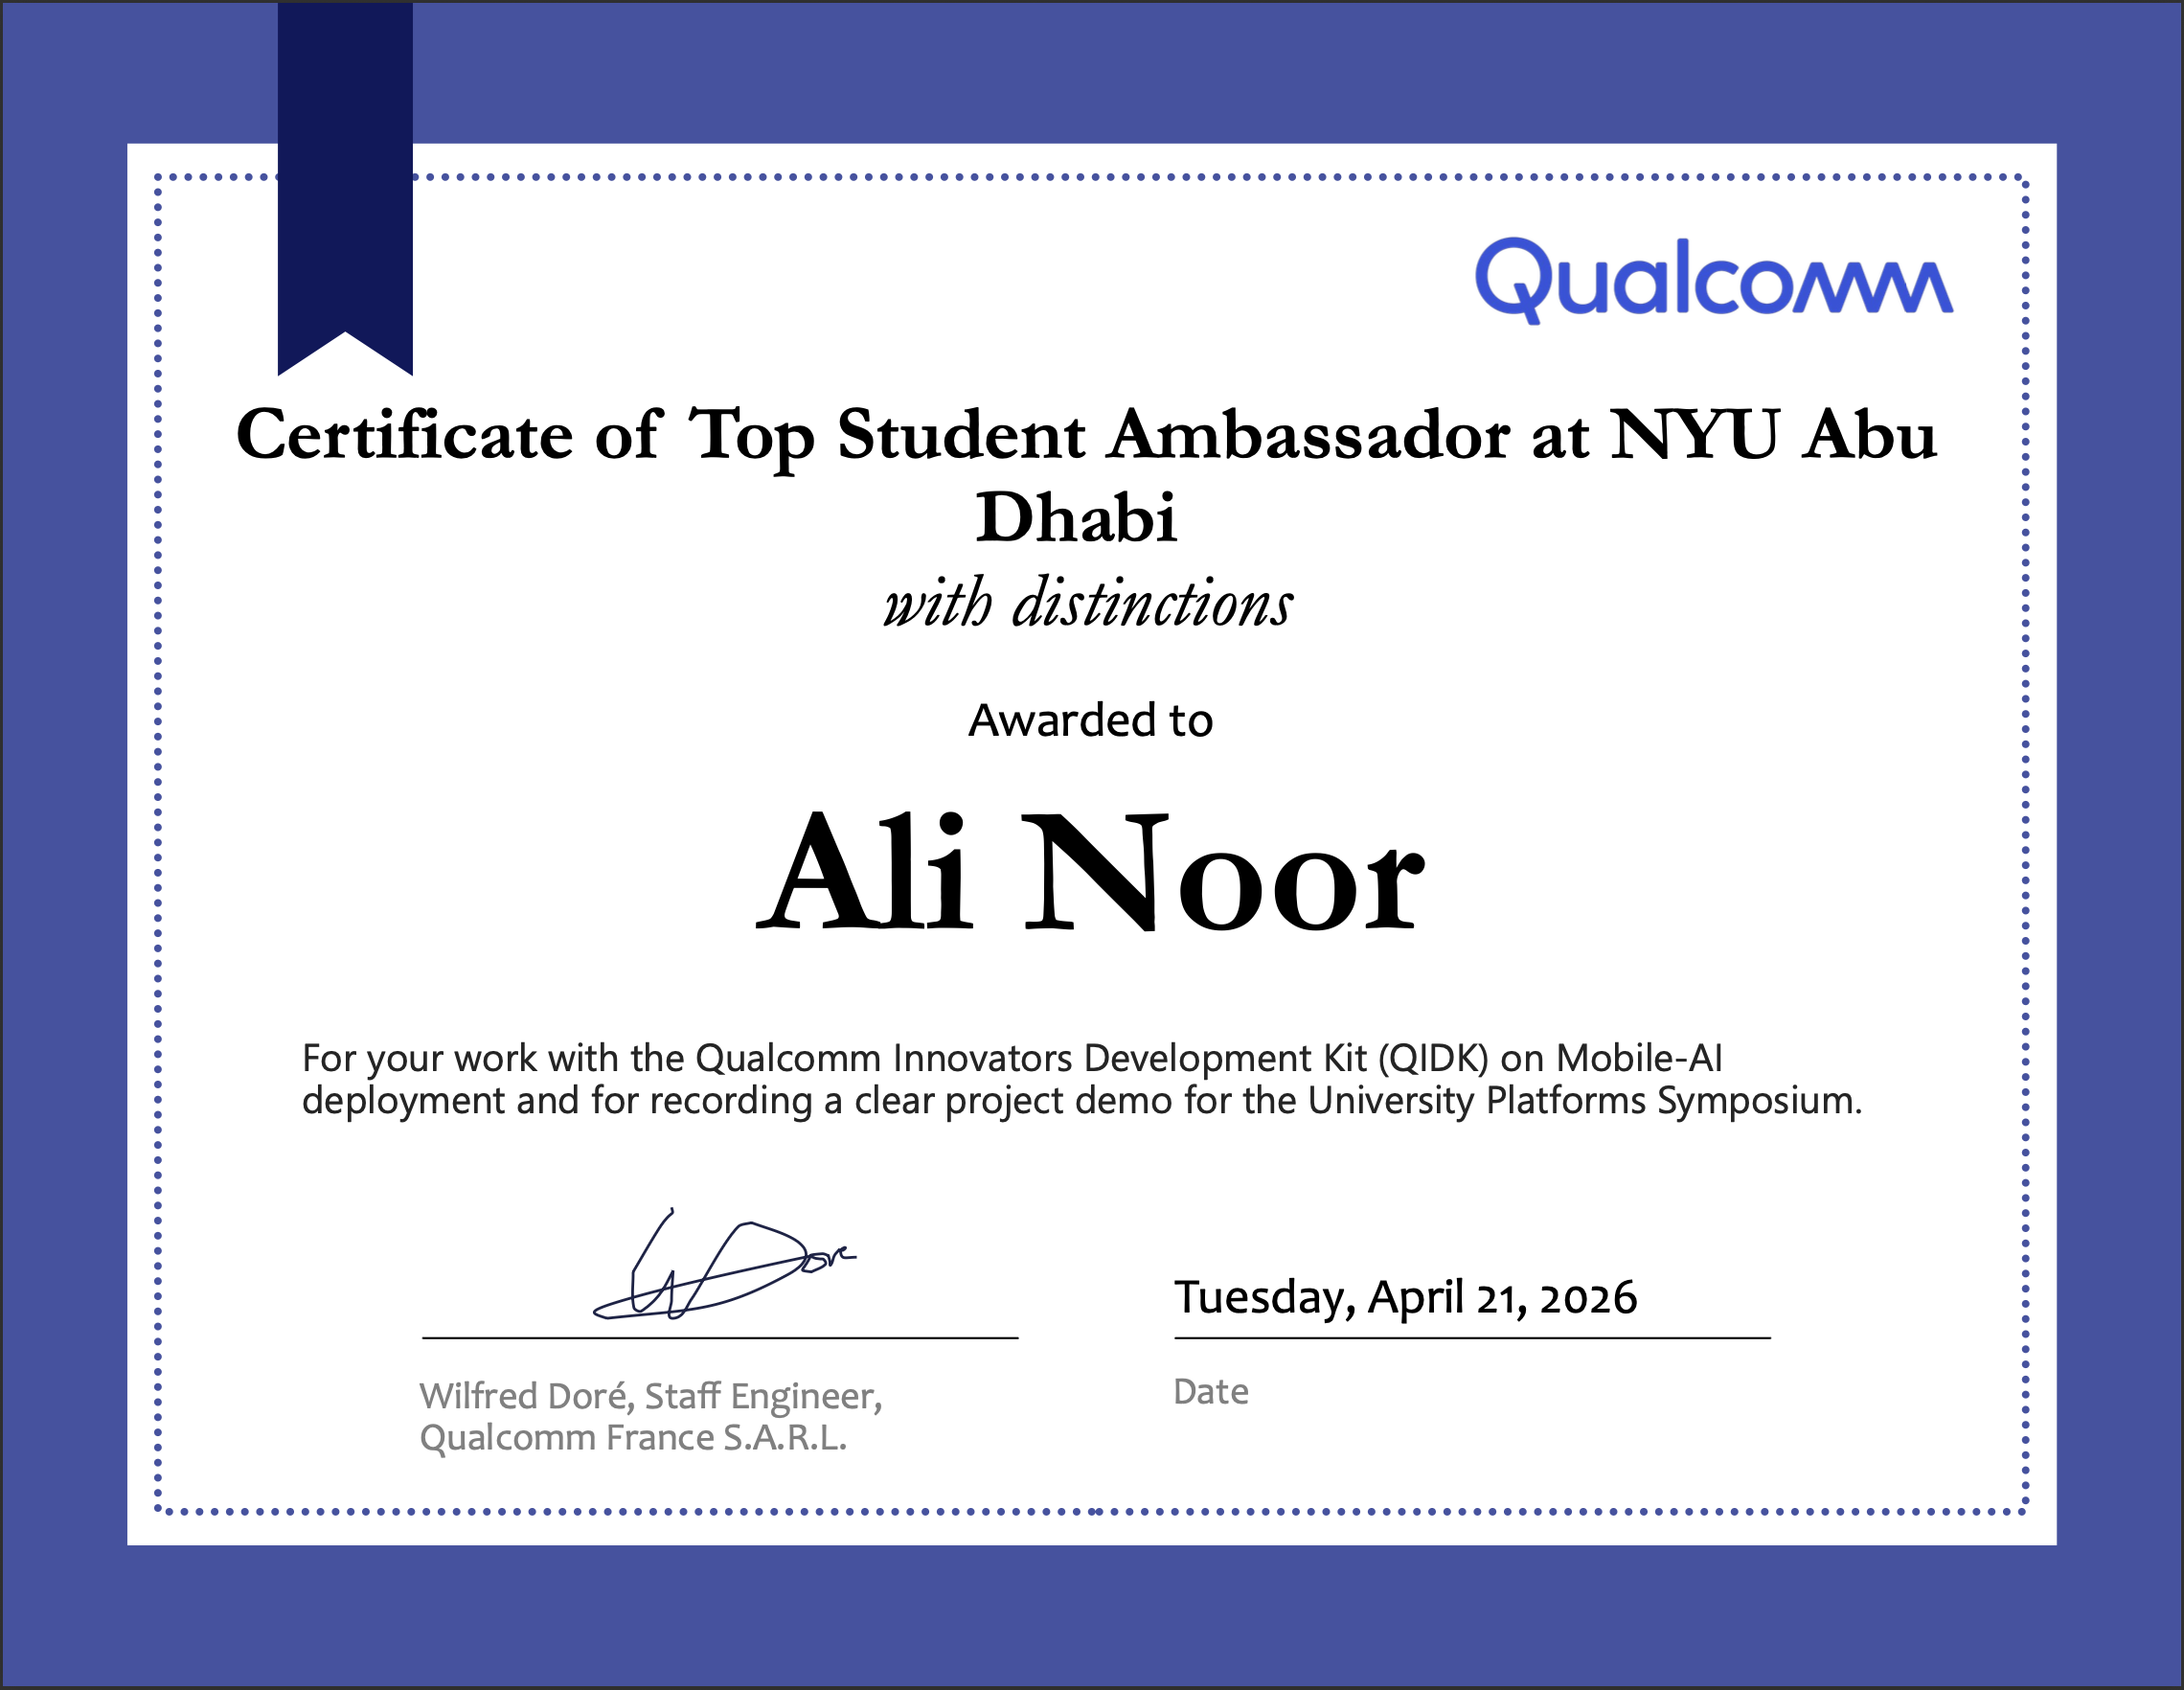 Qualcomm
Certificate of Top Student Ambassador at NYU Abu
Dhabi
with distinctions
Awarded to
Ali Noor
For your work with the Qualcomm Innovators Development Kit (QIDK) on Mobile-AI
deployment and for recording a clear project demo for the University Platforms Symposium.
Tuesday, April 21, 2026
Wilfred Doré, Staff Engineer,
Qualcomm France S.A.R.L.
Date